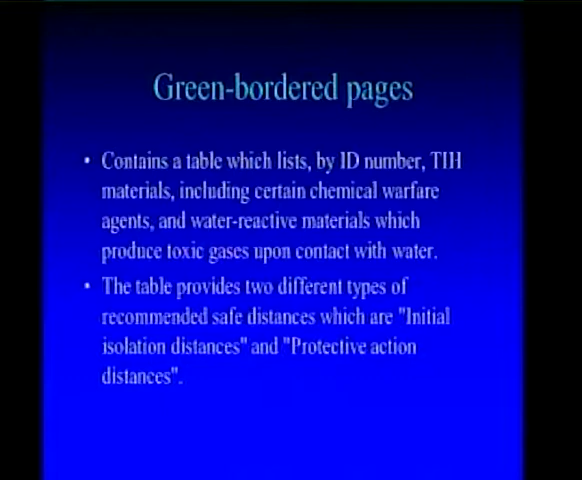 Green-bordered pages
• Contains a table which lists, by ID number, TIH
materials, including certain chemical warfare
agents, and water-reactive materials which
produce toxic gases upon contact with water.
• The table provides two different types of
recommended safe distances which are "Initial
isolation distances" and "Protective action
distances".